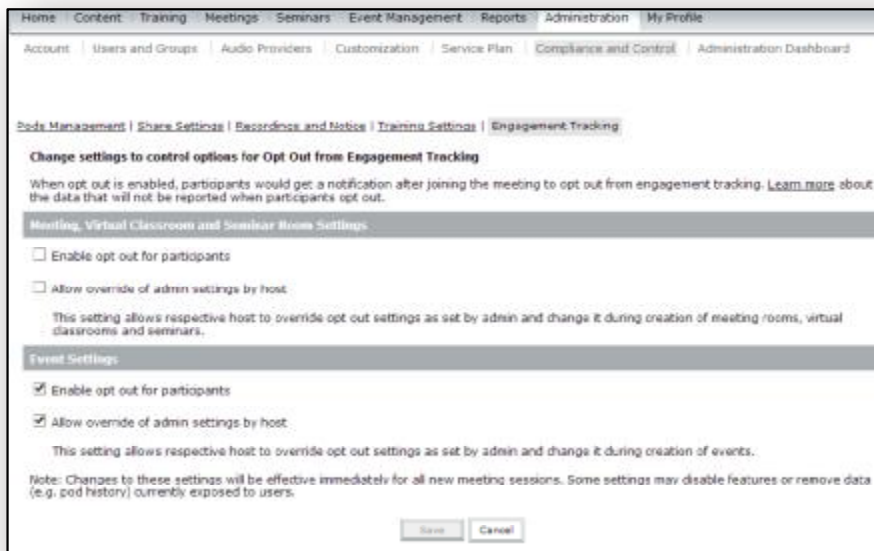 Home Content Training Meetings Seminars Event Management Reports Administration My Profile
Account Users and Groups Audio Providers Customization Service Plan Compliance and Control Administration Dashboard
Pods Management | Share Settings | Recordings and Notice | Training Settings | Engagement Tracking
Change settings to control options for Opt Out from Engagement Tracking
When opt out is enabled, participants would get a notification after joining the meeting to opt out from engagement tracking. Learn more about
the data that will not be reported when participants opt out.
Meeting, Virtual Classroom and Seminar Room Settings
Enable opt out for participants
Allow override of admin settings by host
This setting allows respective host to override opt out settings as set by admin and change it during creation of meeting rooms, virtual
classrooms and seminars.
Event Settings
Enable opt out for participants
Allow override of admin settings by host
This setting allows respective host to override opt out settings as set by admin and change it during creation of events.
Note: Changes to these settings will be effective immediately for all new meeting sessions. Some settings may disable features or remove data
(e.g. pod history) currently exposed to users.
Save Cancel